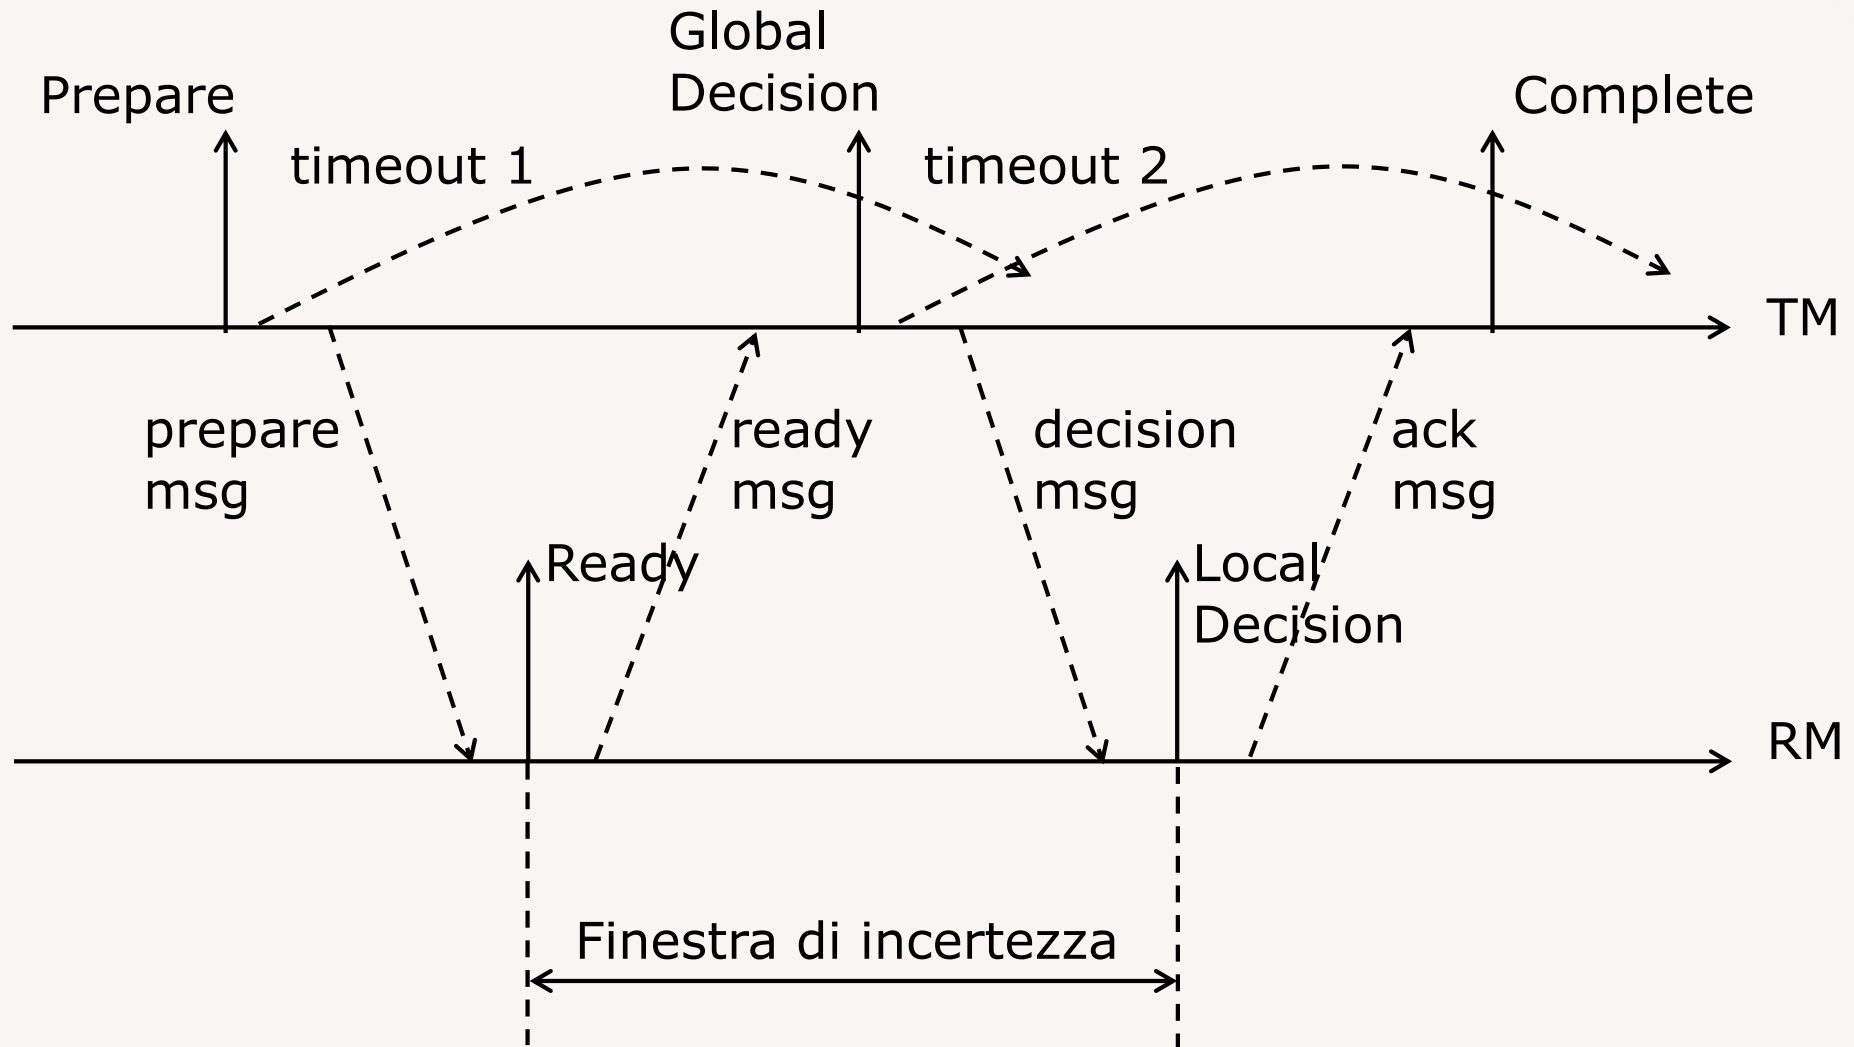 Global
Decision
Prepare
Complete
timeout 1
timeout 2
TM
prepare
msg
ready
msg
decision
msg
ack
msg
Ready
Local
Decision
RM
Finestra di incertezza